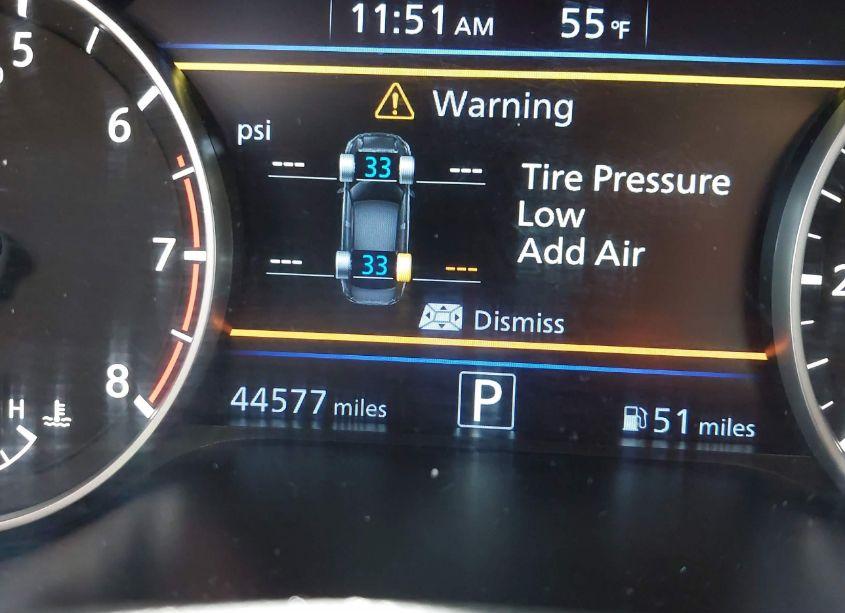 11:51 AM 55°F
5
Warning
6
psi
--- 33 ---
Tire Pressure
Low
Add Air
7
--- 33 ---
2
Dismiss
8
44577 miles P 51 miles
H